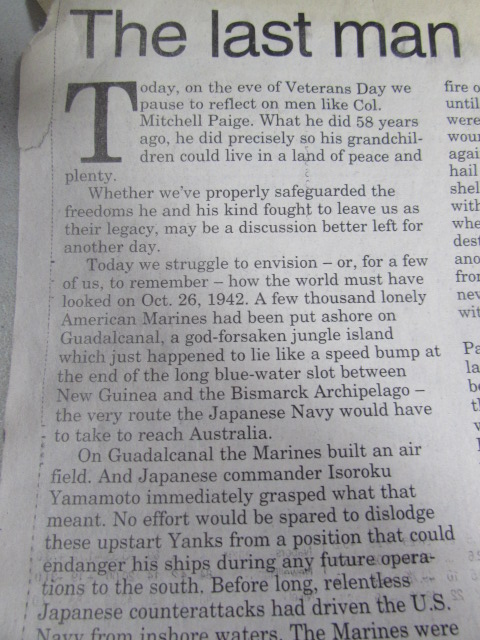 The last man
Today, on the eve of Veterans Day we
pause to reflect on men like Col.
Mitchell Paige. What he did 58 years
ago, he did precisely so his grandchil-
dren could live in a land of peace and
plenty.
Whether we've properly safeguarded the
freedoms he and his kind fought to leave us as
their legacy, may be a discussion better left for
another day.
Today we struggle to envision – or, for a few
of us, to remember – how the world must have
looked on Oct. 26, 1942. A few thousand lonely
American Marines had been put ashore on
Guadalcanal, a god-forsaken jungle island
which just happened to lie like a speed bump at
the end of the long blue-water slot between
New Guinea and the Bismarck Archipelago –
the very route the Japanese Navy would have
to take to reach Australia.
On Guadalcanal the Marines built an air
field. And Japanese commander Isoroku
Yamamoto immediately grasped what that
meant. No effort would be spared to dislodge
these upstart Yanks from a position that could
endanger his ships during any future opera-
tions to the south. Before long, relentless
Japanese counterattacks had driven the U.S.
Navy from inshore waters. The Marines were
fire
until
were